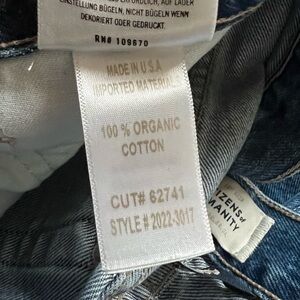 EINSTELLUNG BÜGELN, NICHT BÜGELN WENN
DEKORIERT ODER GEDRUCKT.
RN# 109670
MADE IN U.S.A
IMPORTED MATERIALS
100% ORGANIC
COTTON
CUT# 62741
STYLE# 2022-3017
ZENS of
MANITY